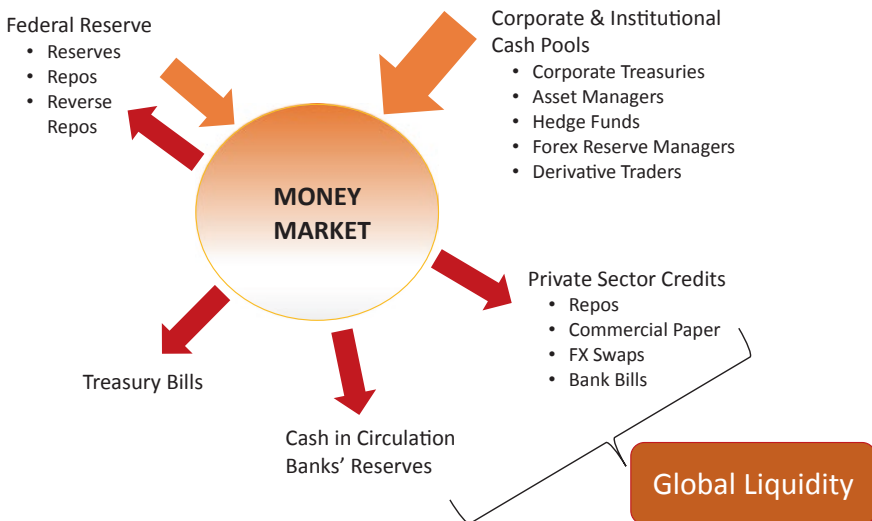 Federal Reserve
• Reserves
• Repos
• Reverse
Repos
Corporate & Institutional
Cash Pools
• Corporate Treasuries
• Asset Managers
• Hedge Funds
• Forex Reserve Managers
• Derivative Traders
MONEY
MARKET
Private Sector Credits
• Repos
• Commercial Paper
• FX Swaps
• Bank Bills
Treasury Bills
Cash in Circulation
Banks’ Reserves
Global Liquidity